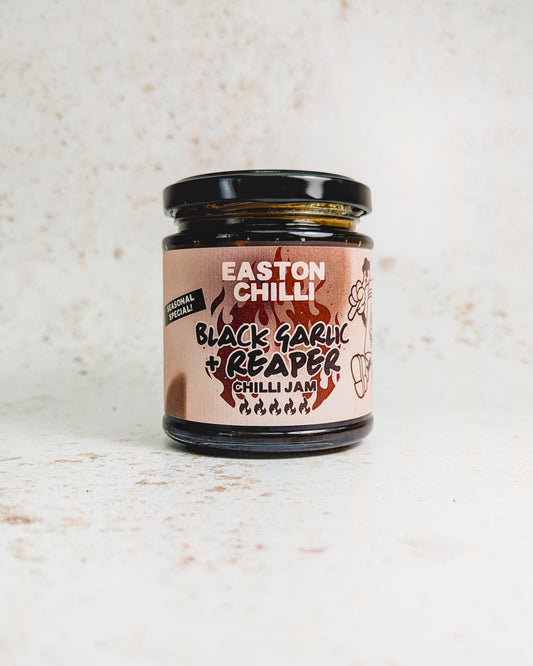 EASTON
CHILLI
SEASONAL
SPECIAL!
BLACK GARLIC
+ REAPER
CHILLI JAM